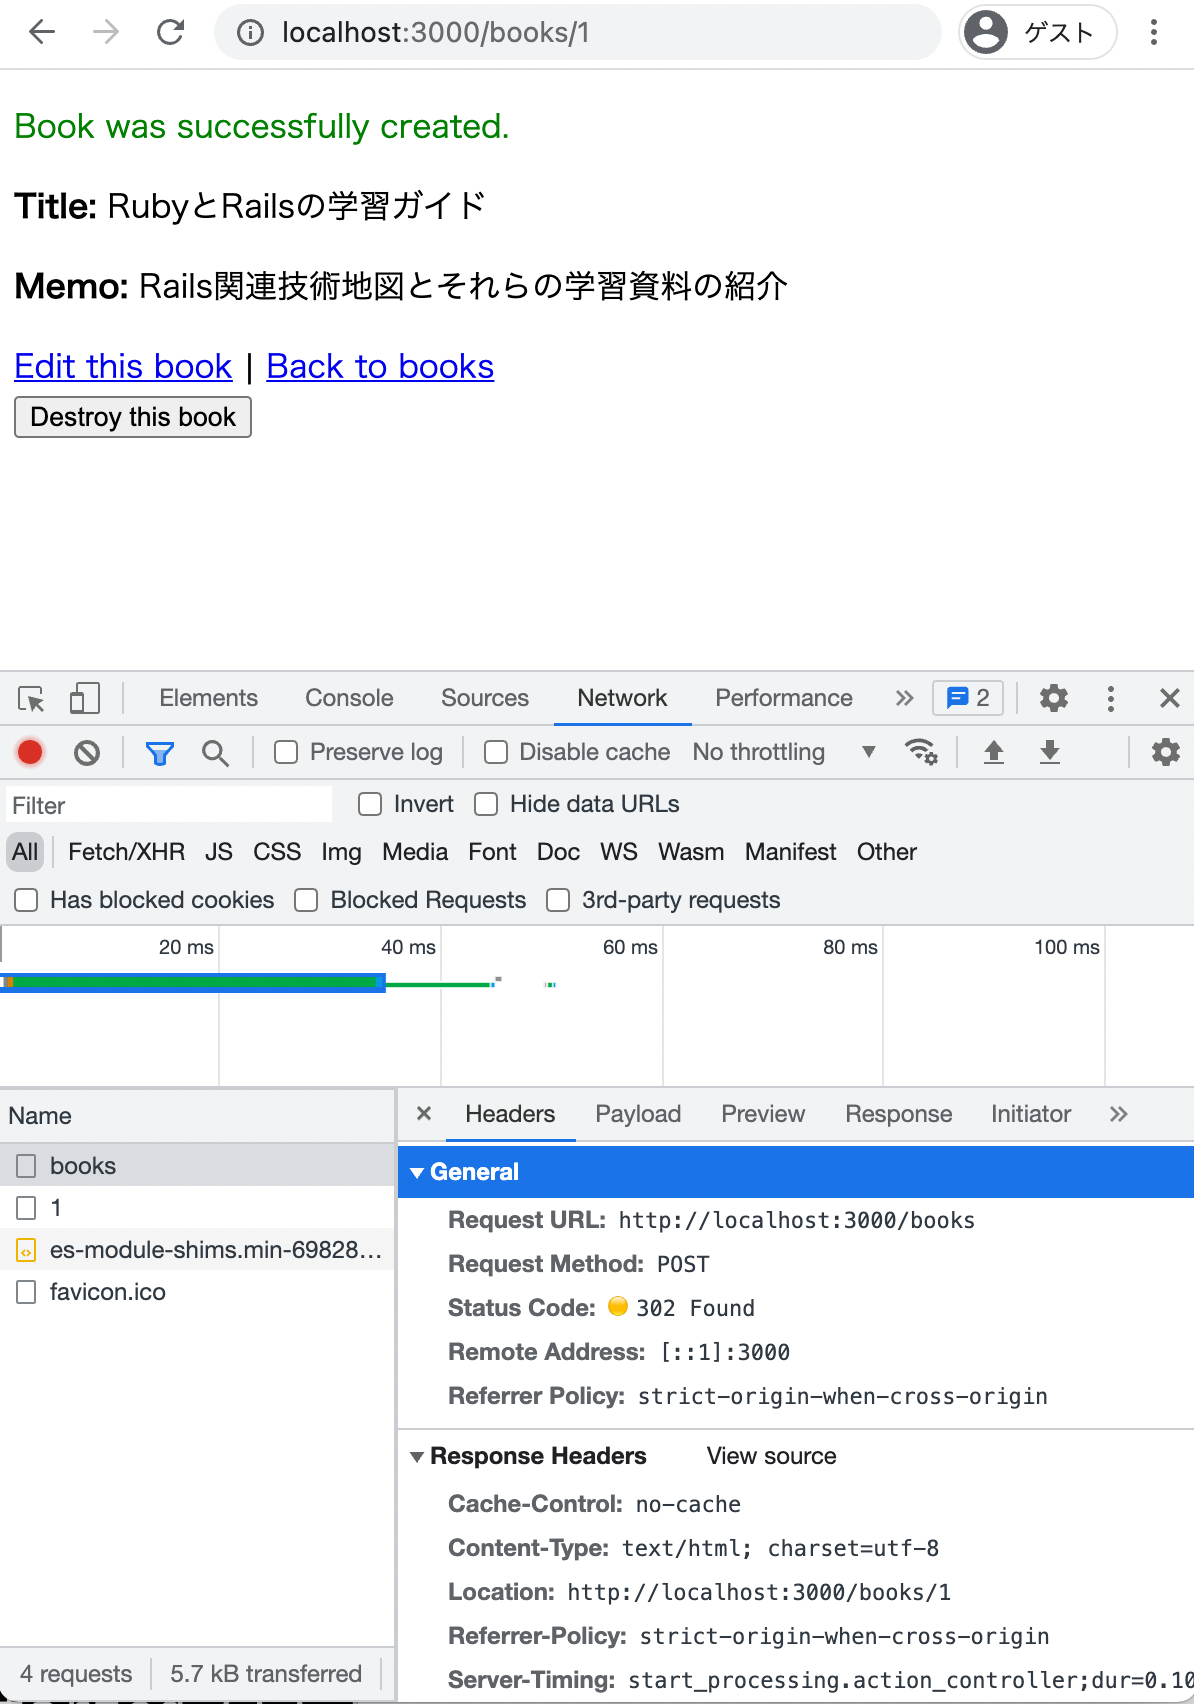 localhost:3000/books/1
ゲスト
Book was successfully created.
Title: RubyとRailsの学習ガイド
Memo: Rails関連技術地図とそれらの学習資料の紹介
Edit this book | Back to books
Destroy this book
Elements Console Sources Network Performance 2
Preserve log Disable cache No throttling
Filter Invert Hide data URLs
All Fetch/XHR JS CSS Img Media Font Doc WS Wasm Manifest Other
Has blocked cookies Blocked Requests 3rd-party requests
20 ms 40 ms 60 ms 80 ms 100 ms
Name
books
1
es-module-shims.min-69828...
favicon.ico
4 requests 5.7 kB transferred
Headers Payload Preview Response Initiator
General
Request URL: http://localhost:3000/books
Request Method: POST
Status Code: 302 Found
Remote Address: [::1]:3000
Referrer Policy: strict-origin-when-cross-origin
Response Headers View source
Cache-Control: no-cache
Content-Type: text/html; charset=utf-8
Location: http://localhost:3000/books/1
Referrer-Policy: strict-origin-when-cross-origin
Server-Timing: start_processing.action_controller;dur=0.10